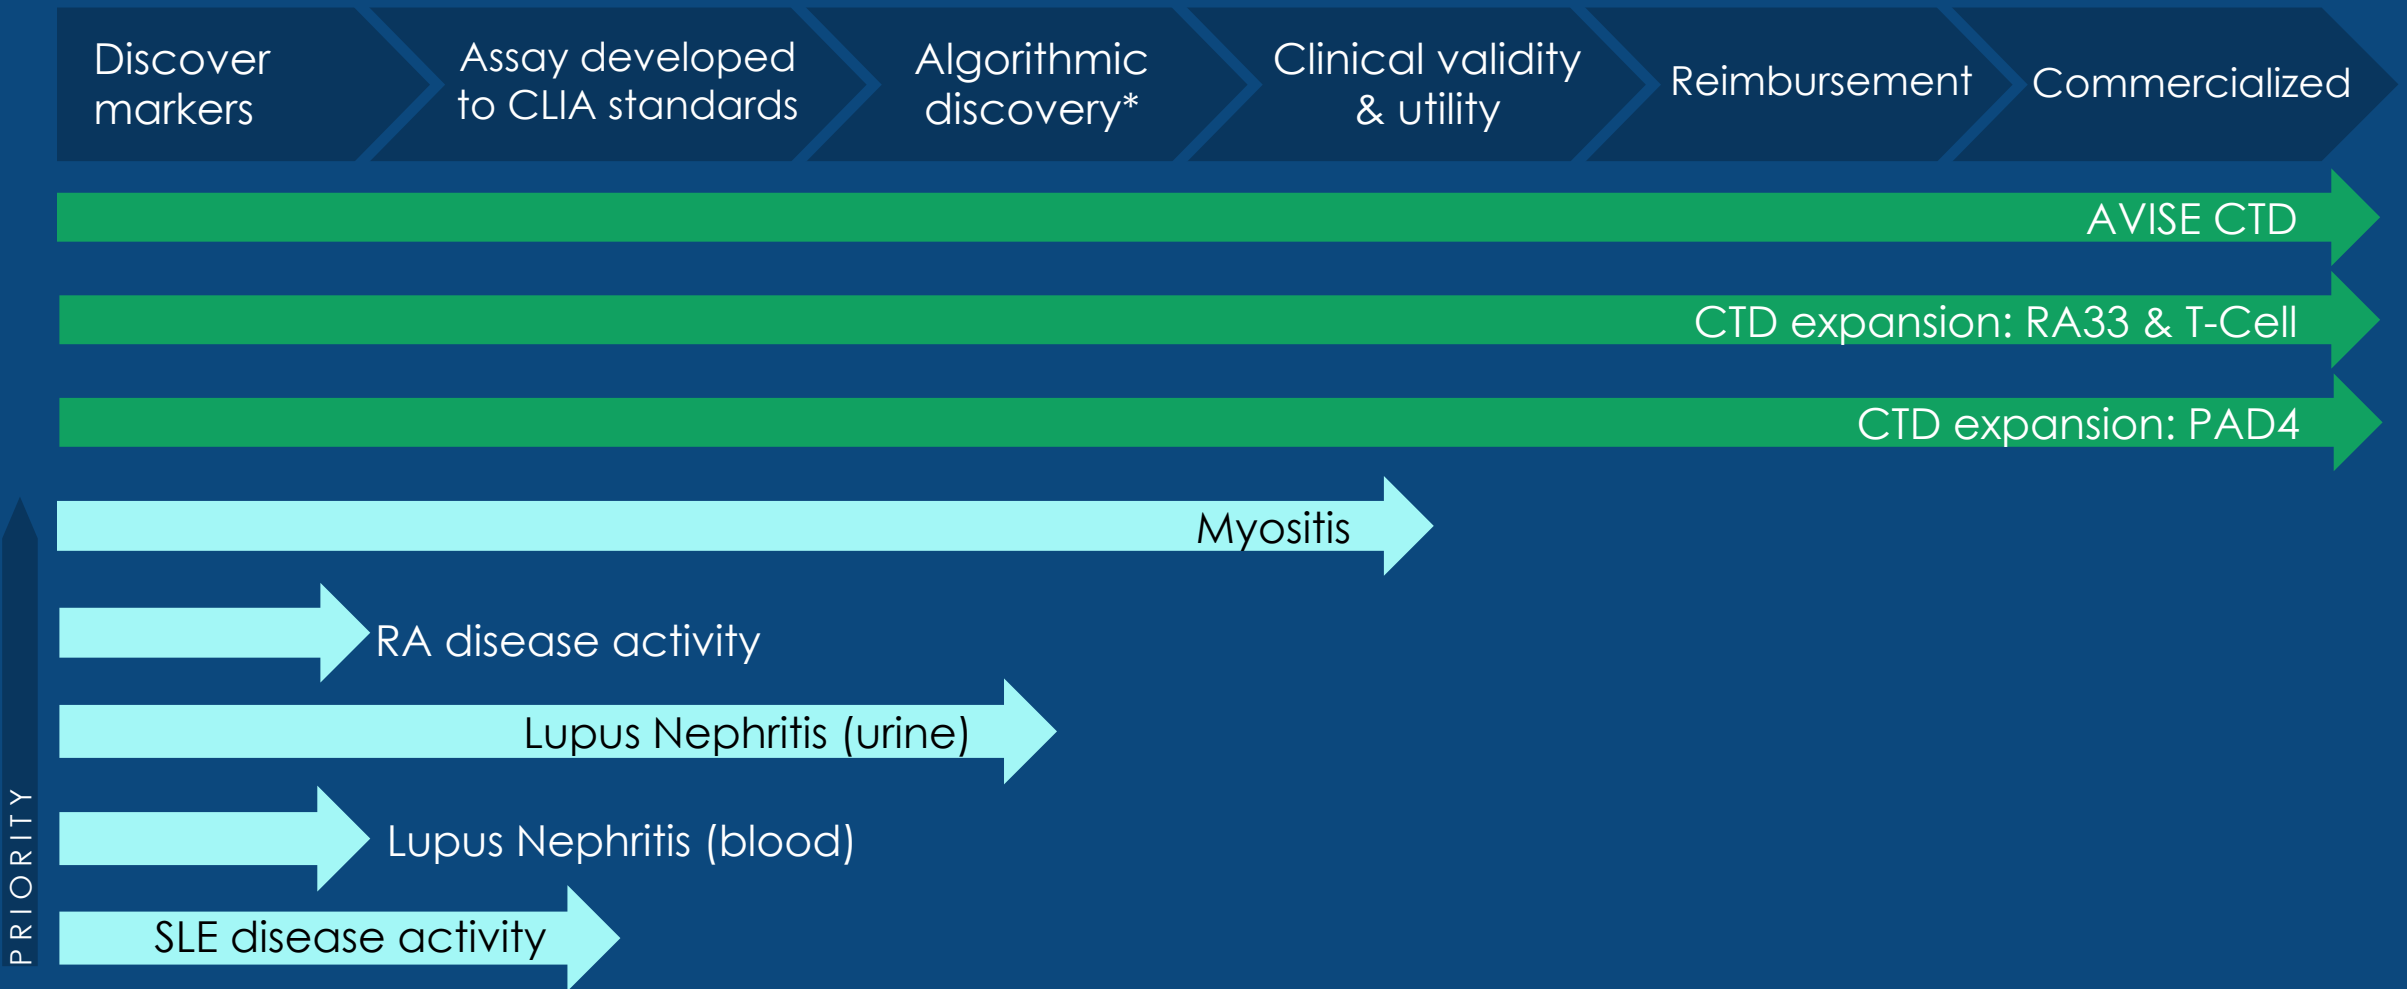 Discover
markers
Assay developed
to CLIA standards
Algorithmic
discovery*
Clinical validity
& utility
Reimbursement
Commercialized
AVISE CTD
CTD expansion: RA33 & T-Cell
CTD expansion: PAD4
Myositis
RA disease activity
Lupus Nephritis (urine)
Lupus Nephritis (blood)
SLE disease activity
PRIORITY